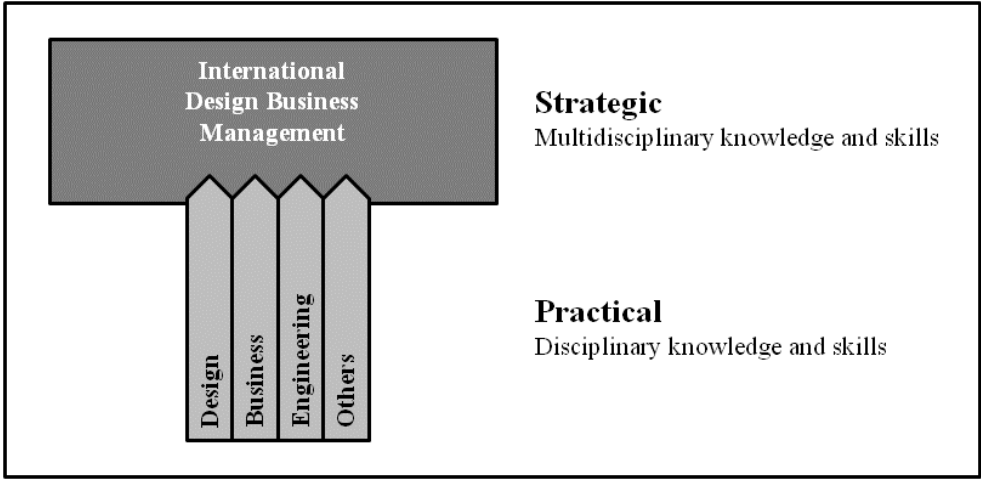 International
Design Business
Management
Strategic
Multidisciplinary knowledge and skills
Practical
Disciplinary knowledge and skills
Design
Business
Engineering
Others